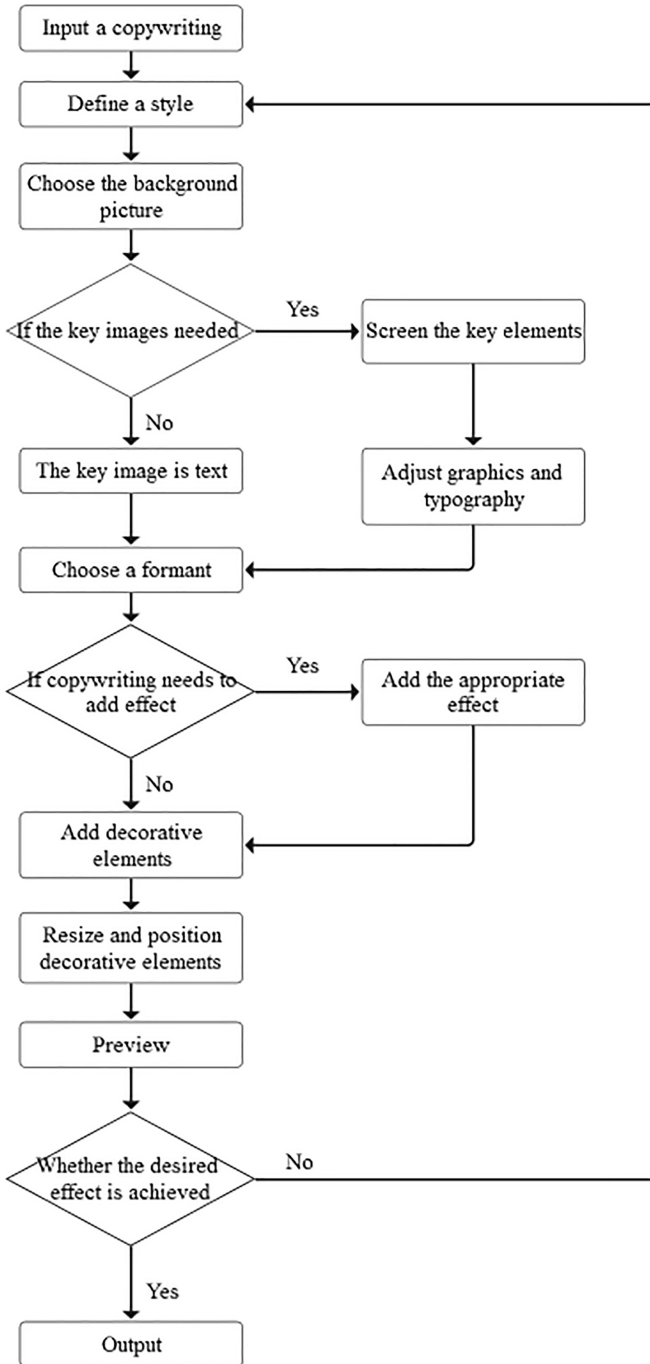 Input a copywriting
Define a style
Choose the background
picture
If the key images needed
Yes
Screen the key elements
No
The key image is text
Adjust graphics and
typography
Choose a formant
If copywriting needs to
add effect
Yes
Add the appropriate
effect
No
Add decorative
elements
Resize and position
decorative elements
Preview
Whether the desired
effect is achieved
No
Yes
Output